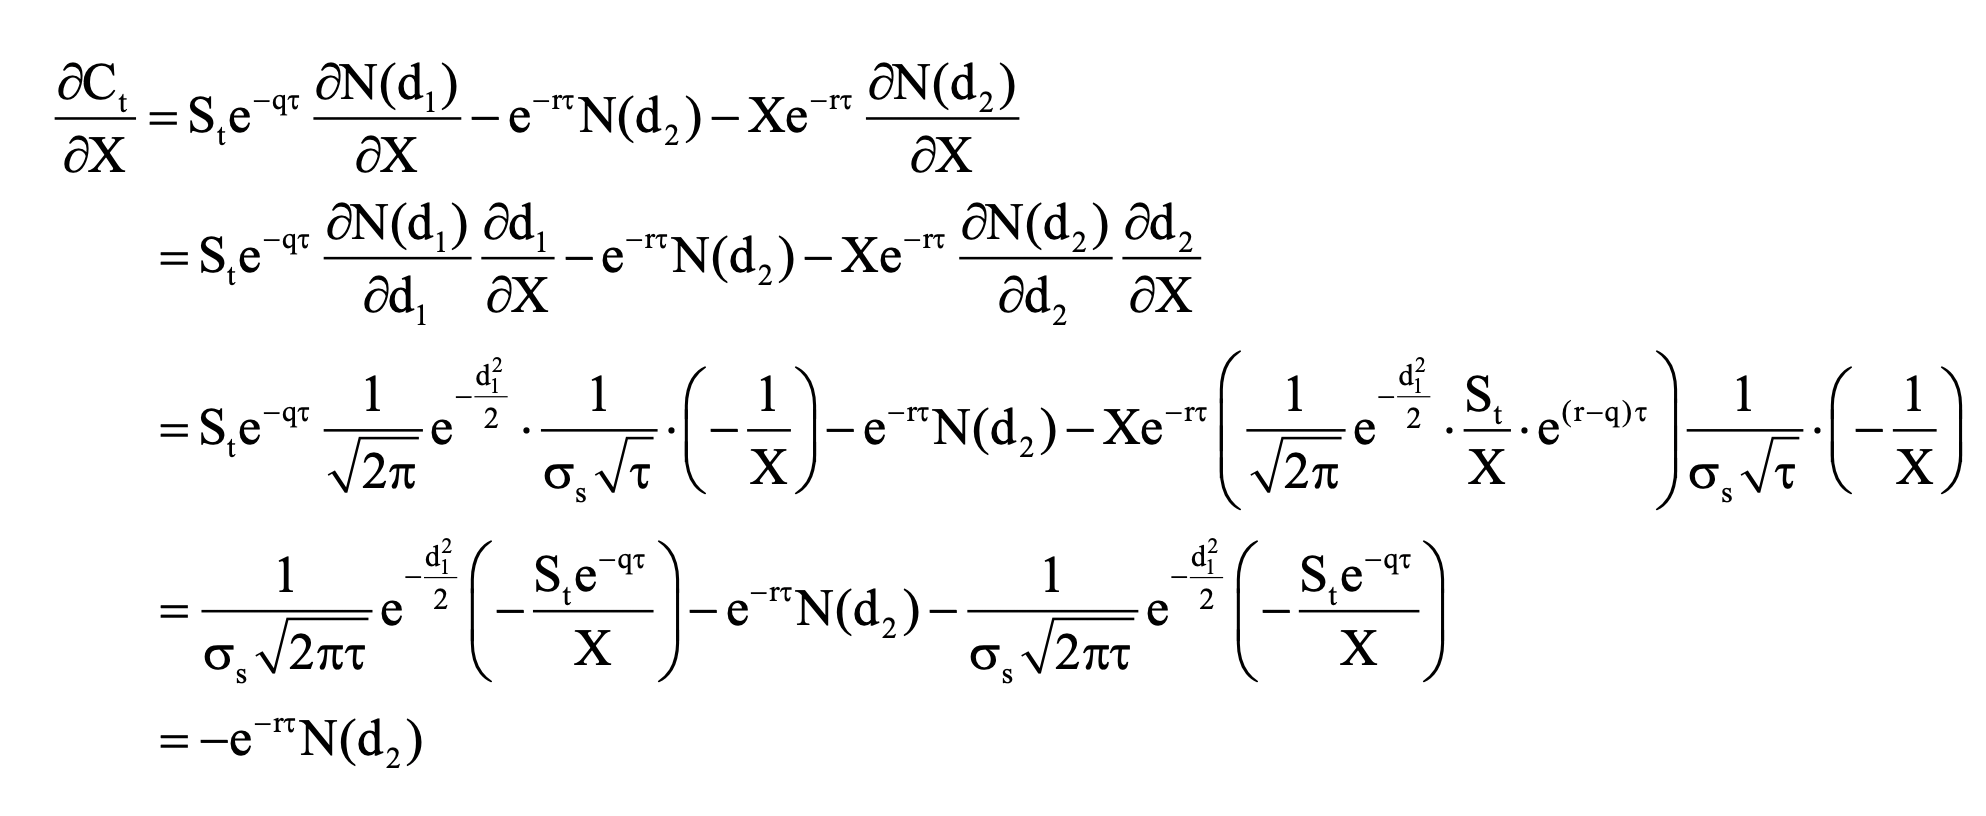 ∂C_t/∂X = S_t e^{−qτ} ∂N(d_1)/∂X − e^{−rτ} N(d_2) − X e^{−rτ} ∂N(d_2)/∂X
= S_t e^{−qτ} ∂N(d_1)/∂d_1 ∂d_1/∂X − e^{−rτ} N(d_2) − X e^{−rτ} ∂N(d_2)/∂d_2 ∂d_2/∂X
= S_t e^{−qτ} 1/√(2π) e^{−d_1^2/2} · 1/(σ_s √τ) · (−1/X) − e^{−rτ} N(d_2) − X e^{−rτ} (1/√(2π) e^{−d_1^2/2} · S_t/X · e^{(r−q)τ}) 1/(σ_s √τ) · (−1/X)
= 1/(σ_s √(2πτ)) e^{−d_1^2/2} (−S_t e^{−qτ}/X) − e^{−rτ} N(d_2) − 1/(σ_s √(2πτ)) e^{−d_1^2/2} (−S_t e^{−qτ}/X)
= −e^{−rτ} N(d_2)